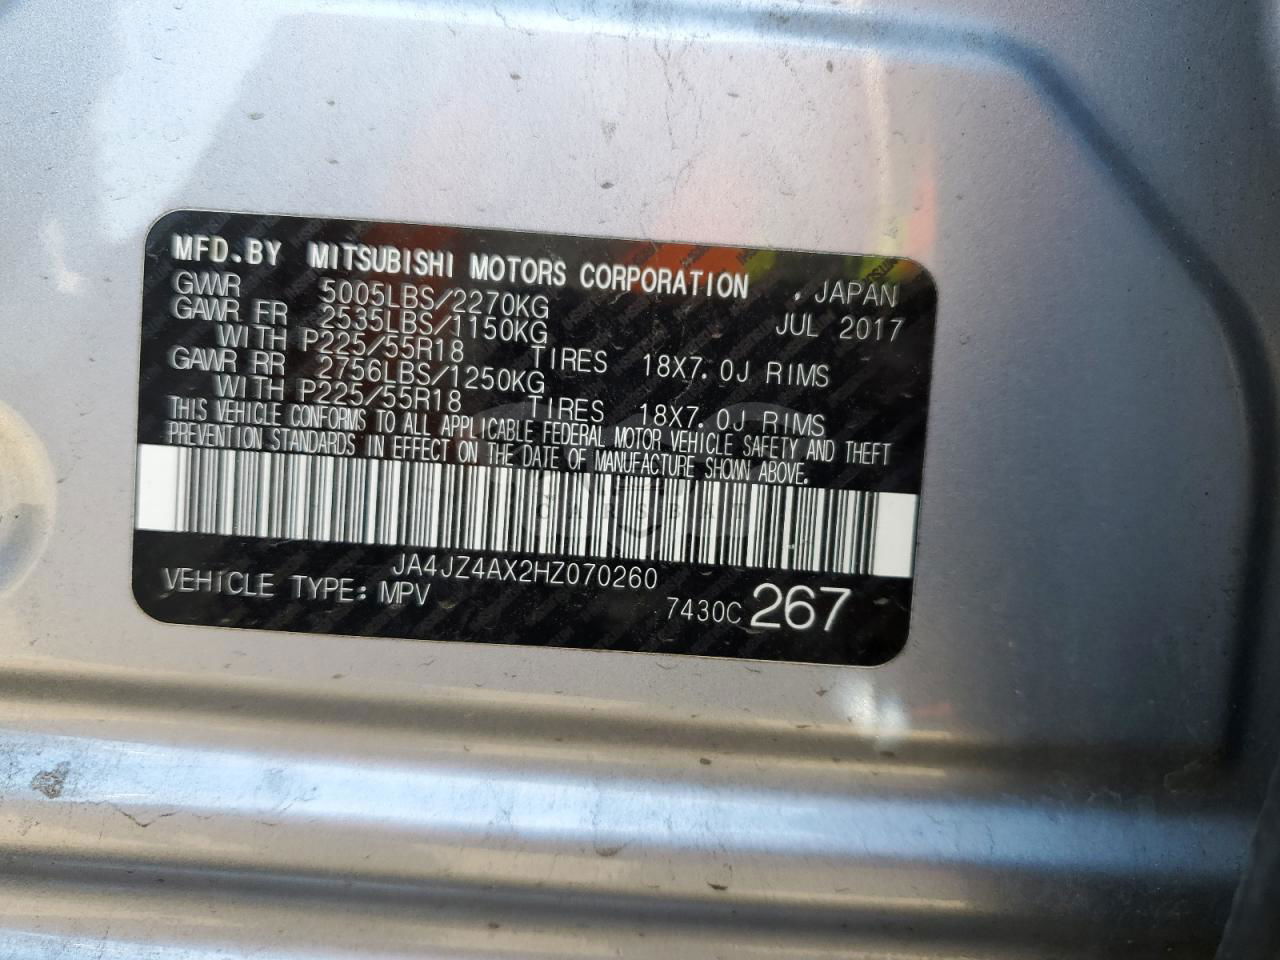 MFD.BY MITSUBISHI MOTORS CORPORATION . JAPAN
GVWR 5005LBS/2270KG JUL 2017
GAWR FR 2535LBS/1150KG
WITH P225/55R18 TIRES 18X7.0J RIMS
GAWR RR 2756LBS/1250KG
WITH P225/55R18 TIRES 18X7.0J RIMS
THIS VEHICLE CONFORMS TO ALL APPLICABLE FEDERAL MOTOR VEHICLE SAFETY AND THEFT
PREVENTION STANDARDS IN EFFECT ON THE DATE OF MANUFACTURE SHOWN ABOVE.
JA4JZ4AX2HZ070260
VEHICLE TYPE: MPV 7430C 267